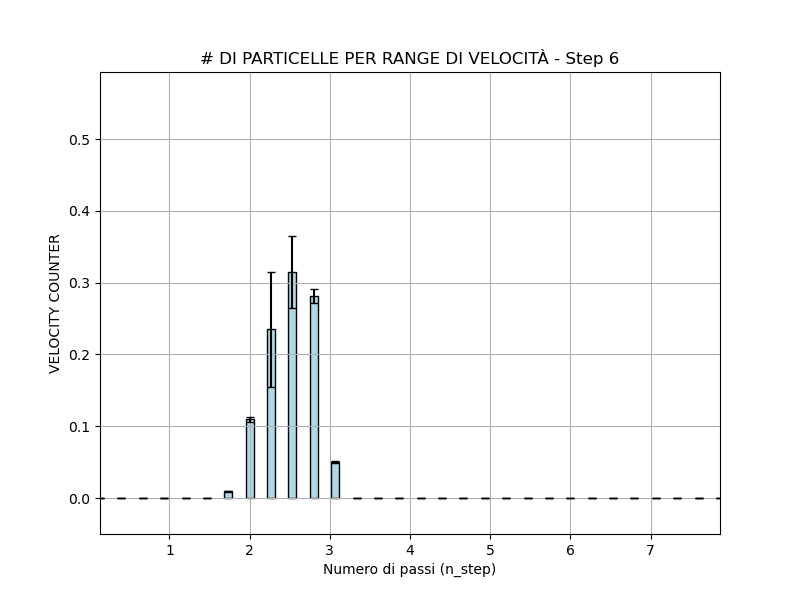 # DI PARTICELLE PER RANGE DI VELOCITÀ - Step 6
VELOCITY COUNTER
0.5
0.4
0.3
0.2
0.1
0.0
1 2 3 4 5 6 7
Numero di passi (n_step)